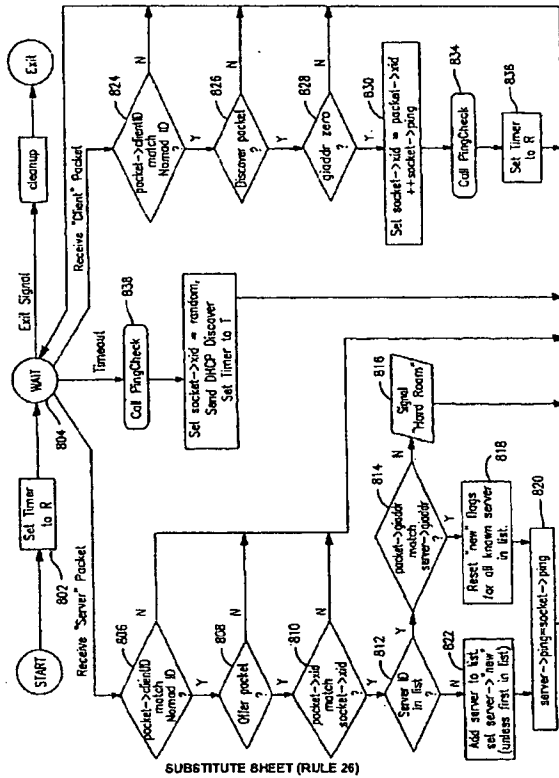 START
Set Timer
to R
802
WAIT
804
Exit Signal
cleanup
Exit
Receive "Server" Packet
Timeout
Receive "Client" Packet
806
packet->clientID
match
Nomad ID
?
N
Y
808
Offer packet
?
N
Y
810
packet->xid
match
socket->xid
?
N
Y
812
Server ID
in list
?
Y
N
822
Add server to list
set server->"new"
(unless first in list)
814
packet->giaddr
match
server->giaddr
?
N
Y
816
Signal
"Hard Roam"
Reset "new" flags
for all known server
in list.
818
server->ping=socket->ping
820
Call PingCheck
838
Set socket->xid = random,
Send DHCP Discover
Set Timer to T
824
packet->clientID
match
Nomad ID
?
N
Y
826
Discover packet
?
N
Y
828
giaddr zero
?
N
Y
830
Set socket->xid = packet->xid
++socket->ping
834
Call PingCheck
836
Set Timer
to R
SUBSTITUTE SHEET (RULE 26)